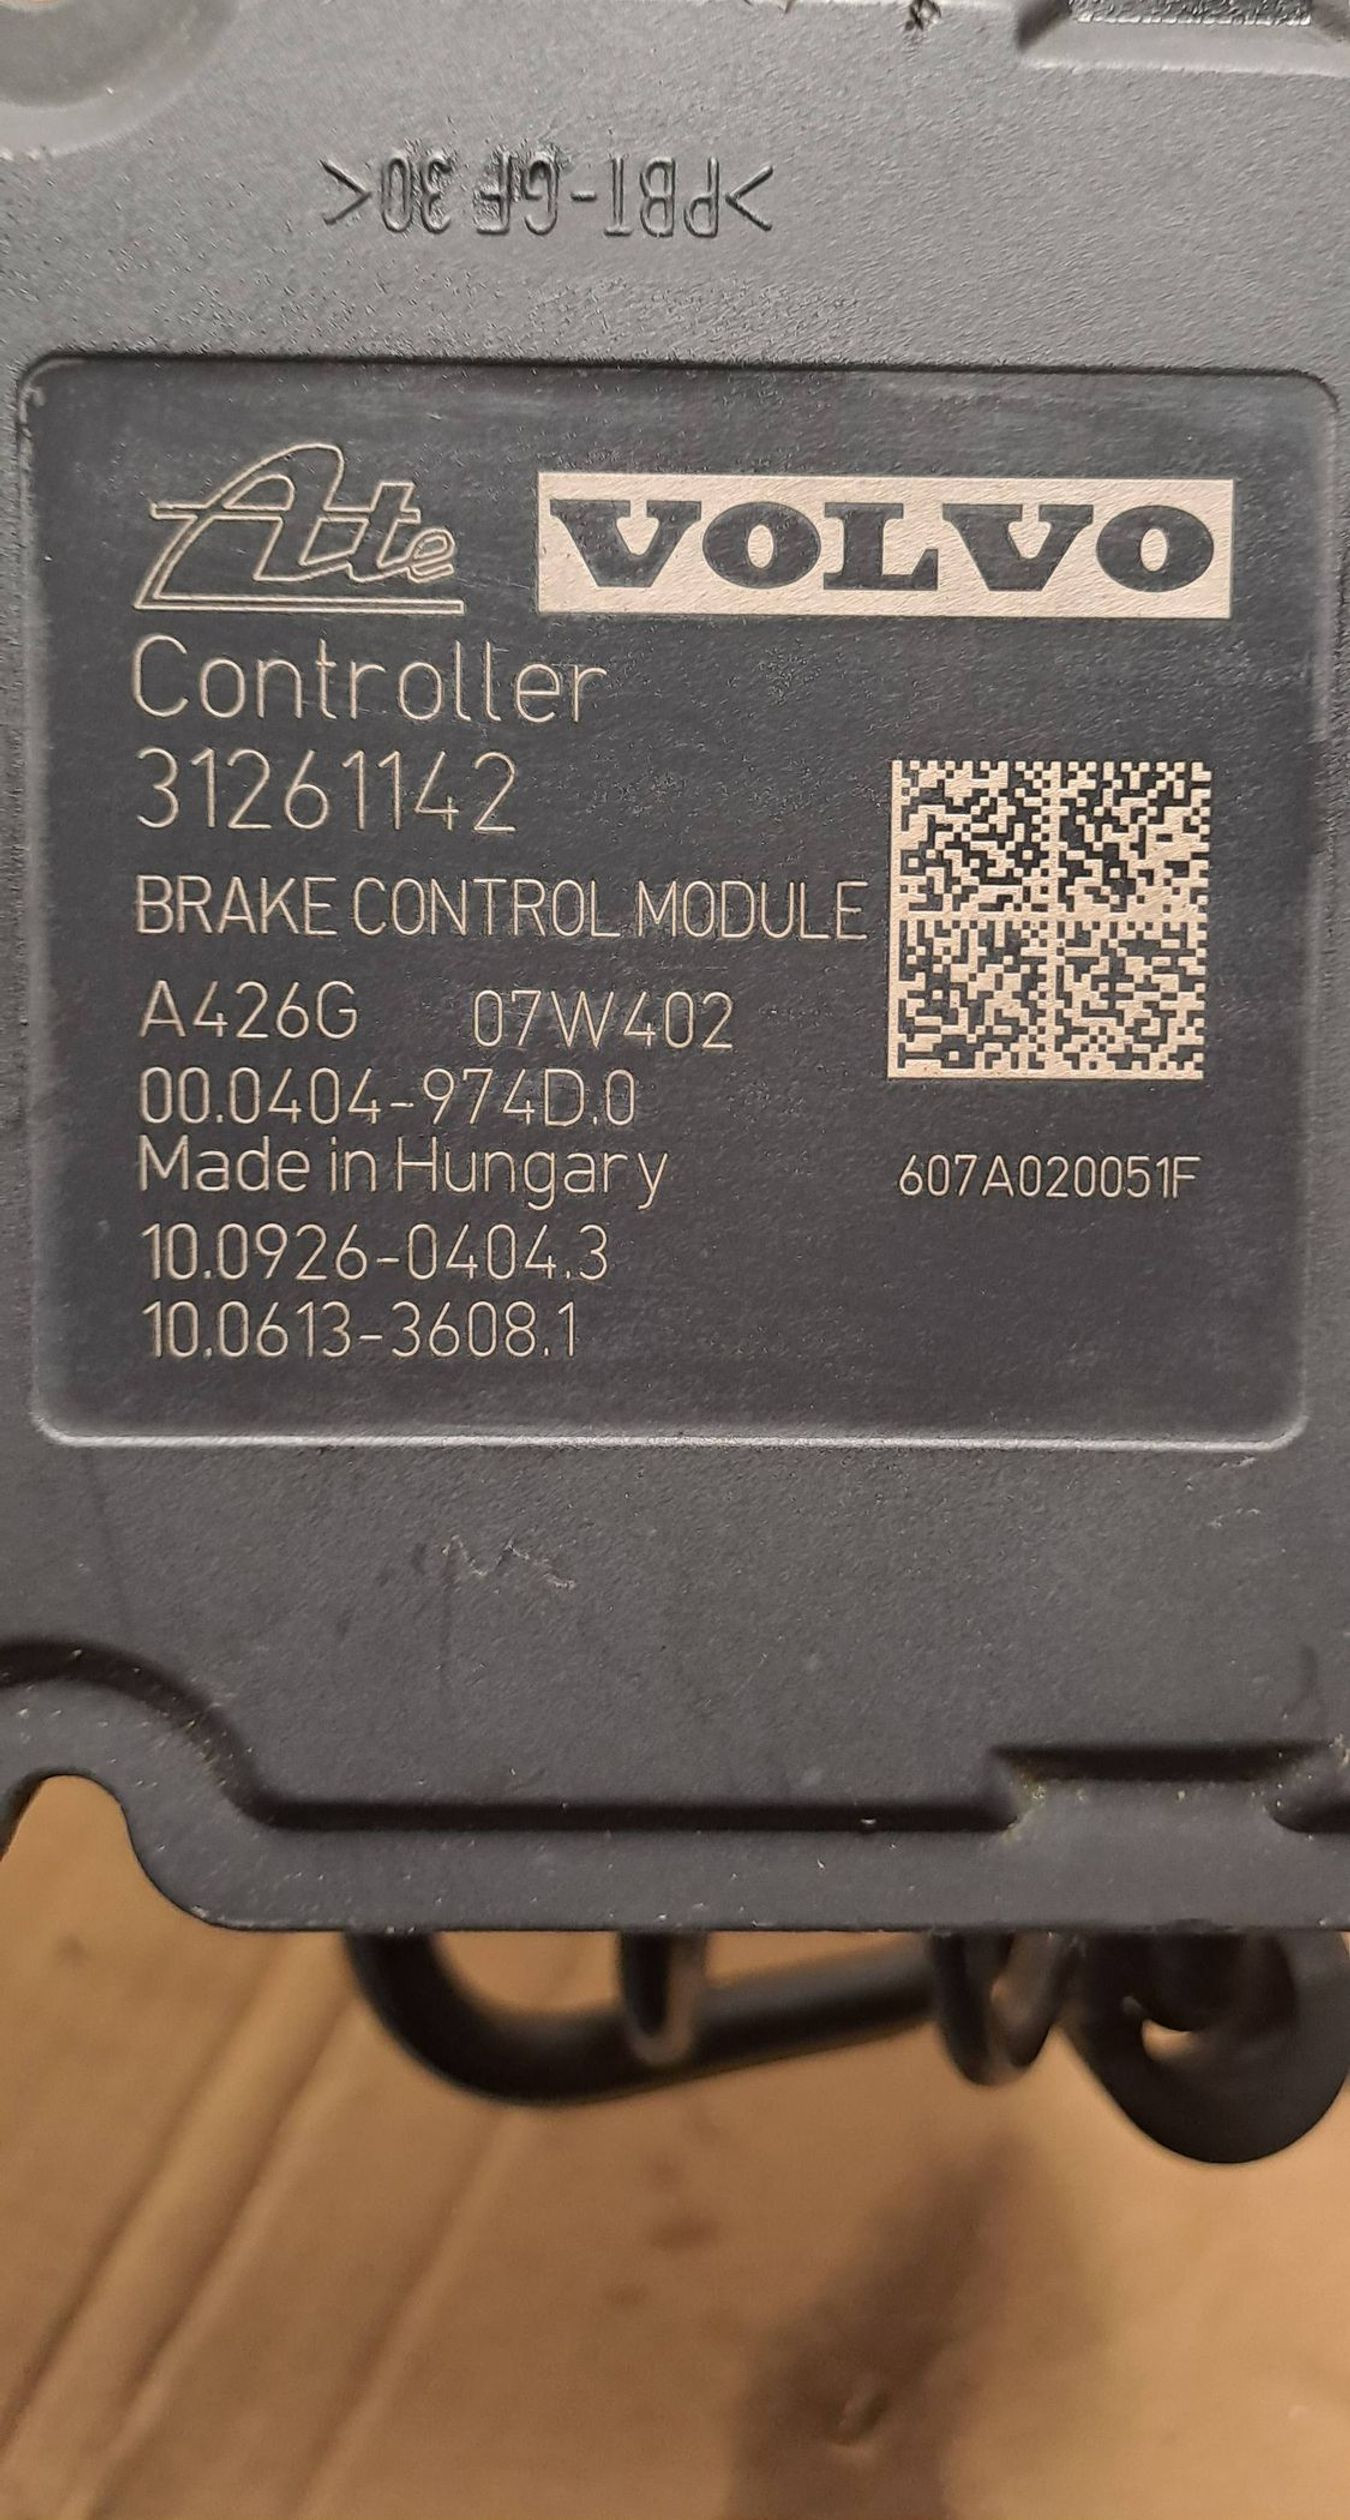 >PBT-GF 30<
Ate VOLVO
Controller
31261142
BRAKE CONTROL MODULE
A426G 07W402
00.0404-974D.0
Made in Hungary
607A020051F
10.0926-0404.3
10.0613-3608.1